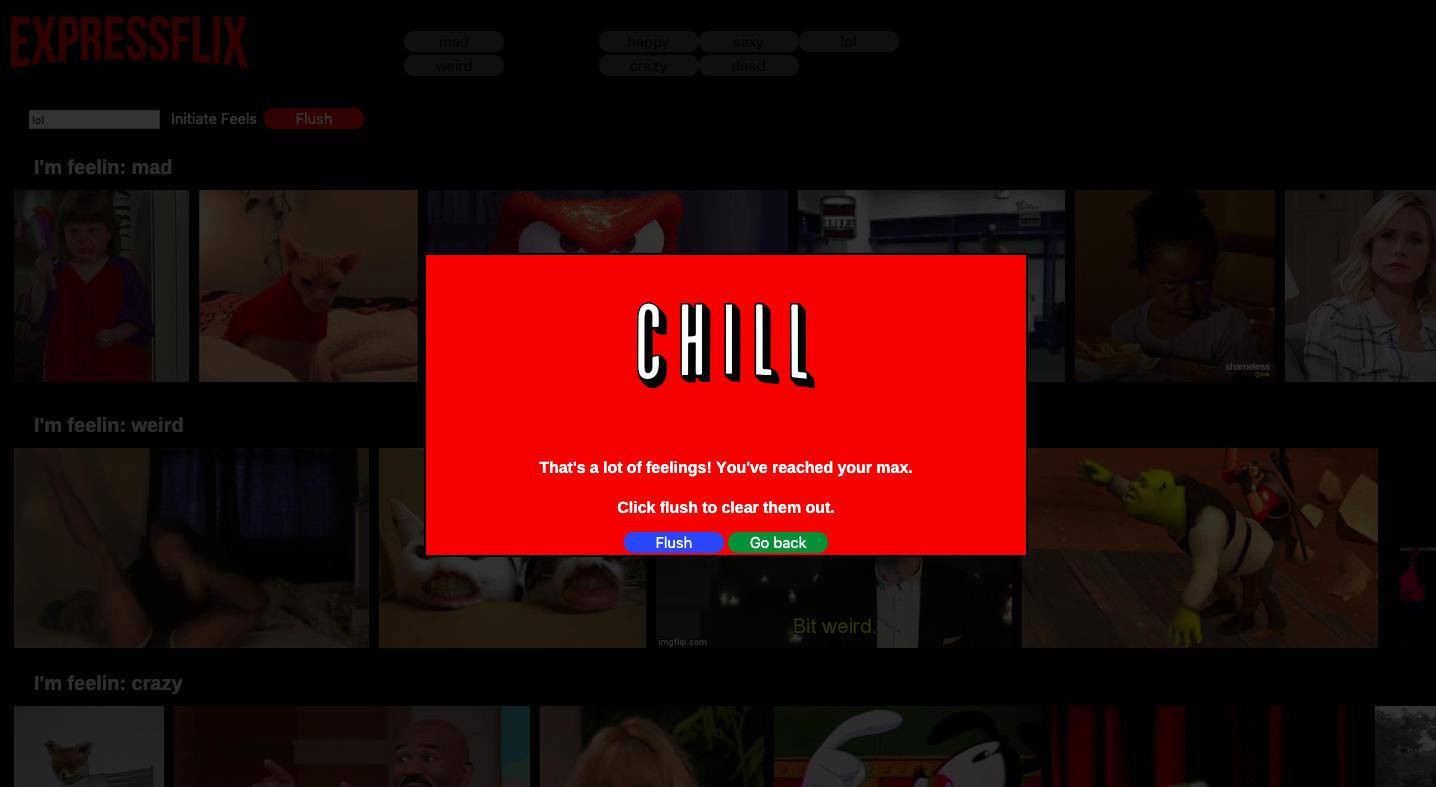 EXPRESSFLIX
mad happy sexy lol
weird crazy dead
lol Initiate Feels Flush
I'm feelin: mad
shameless
CHILL
That's a lot of feelings! You've reached your max.
Click flush to clear them out.
Flush Go back
I'm feelin: weird
Bit weird.
imgflip.com
I'm feelin: crazy